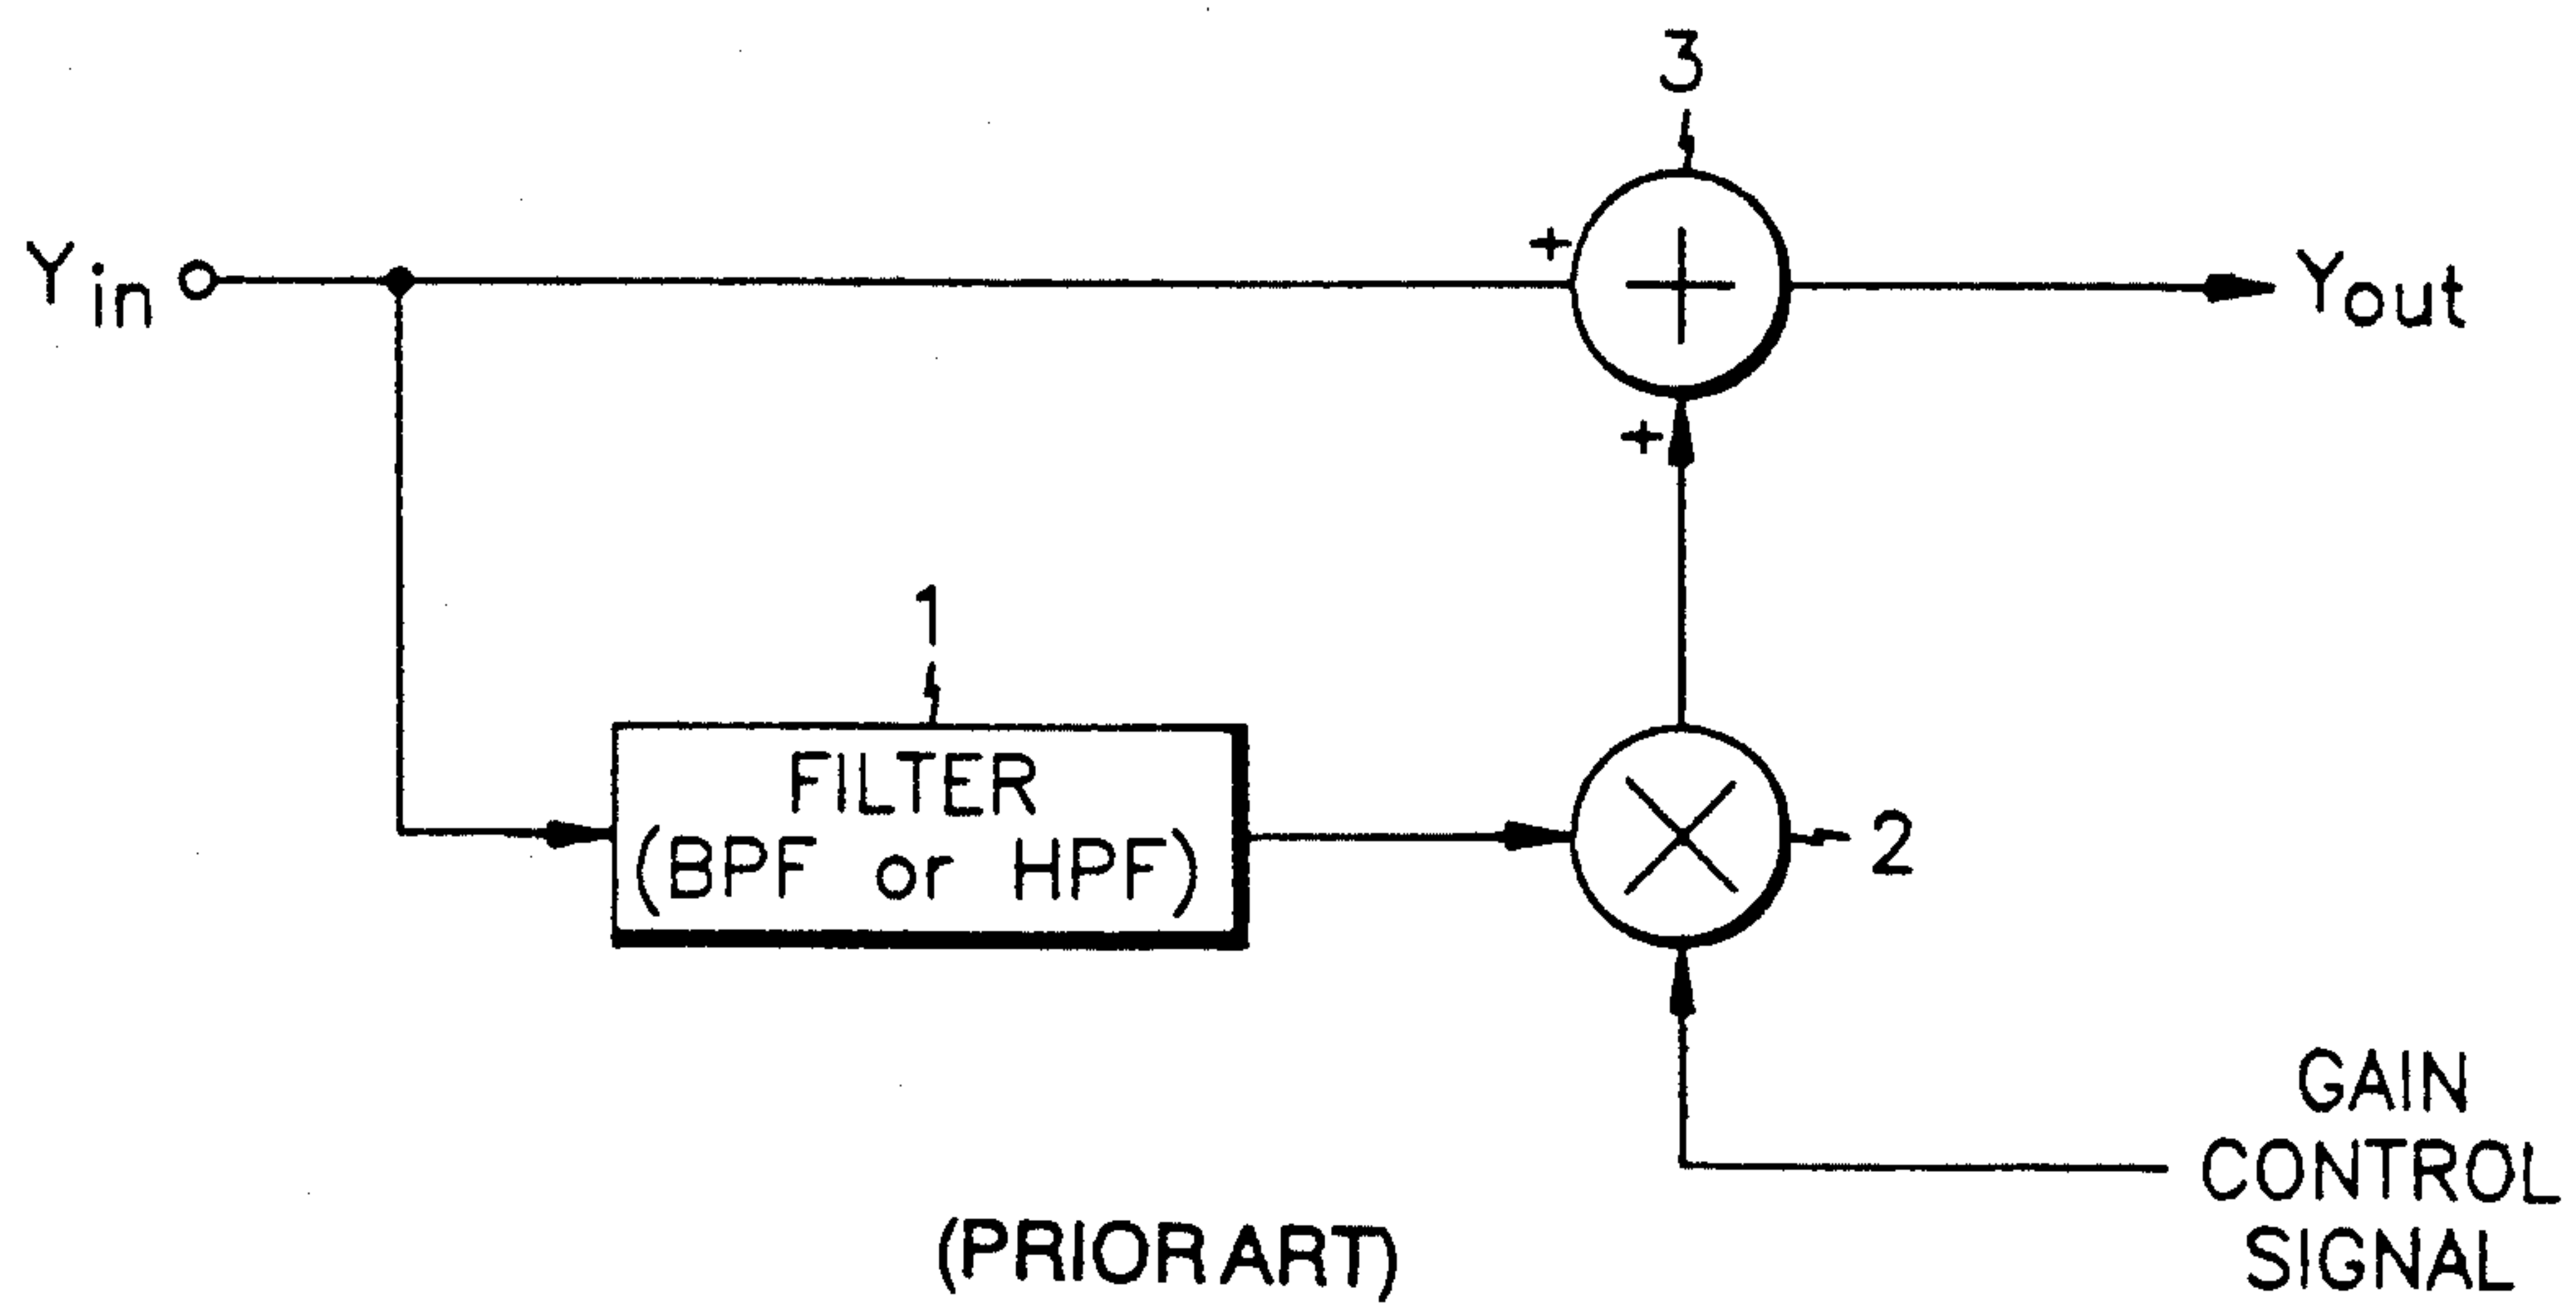 3
+
Yin
Yout
+
1
FILTER
(BPF or HPF)
2
GAIN
CONTROL
SIGNAL
(PRIOR ART)